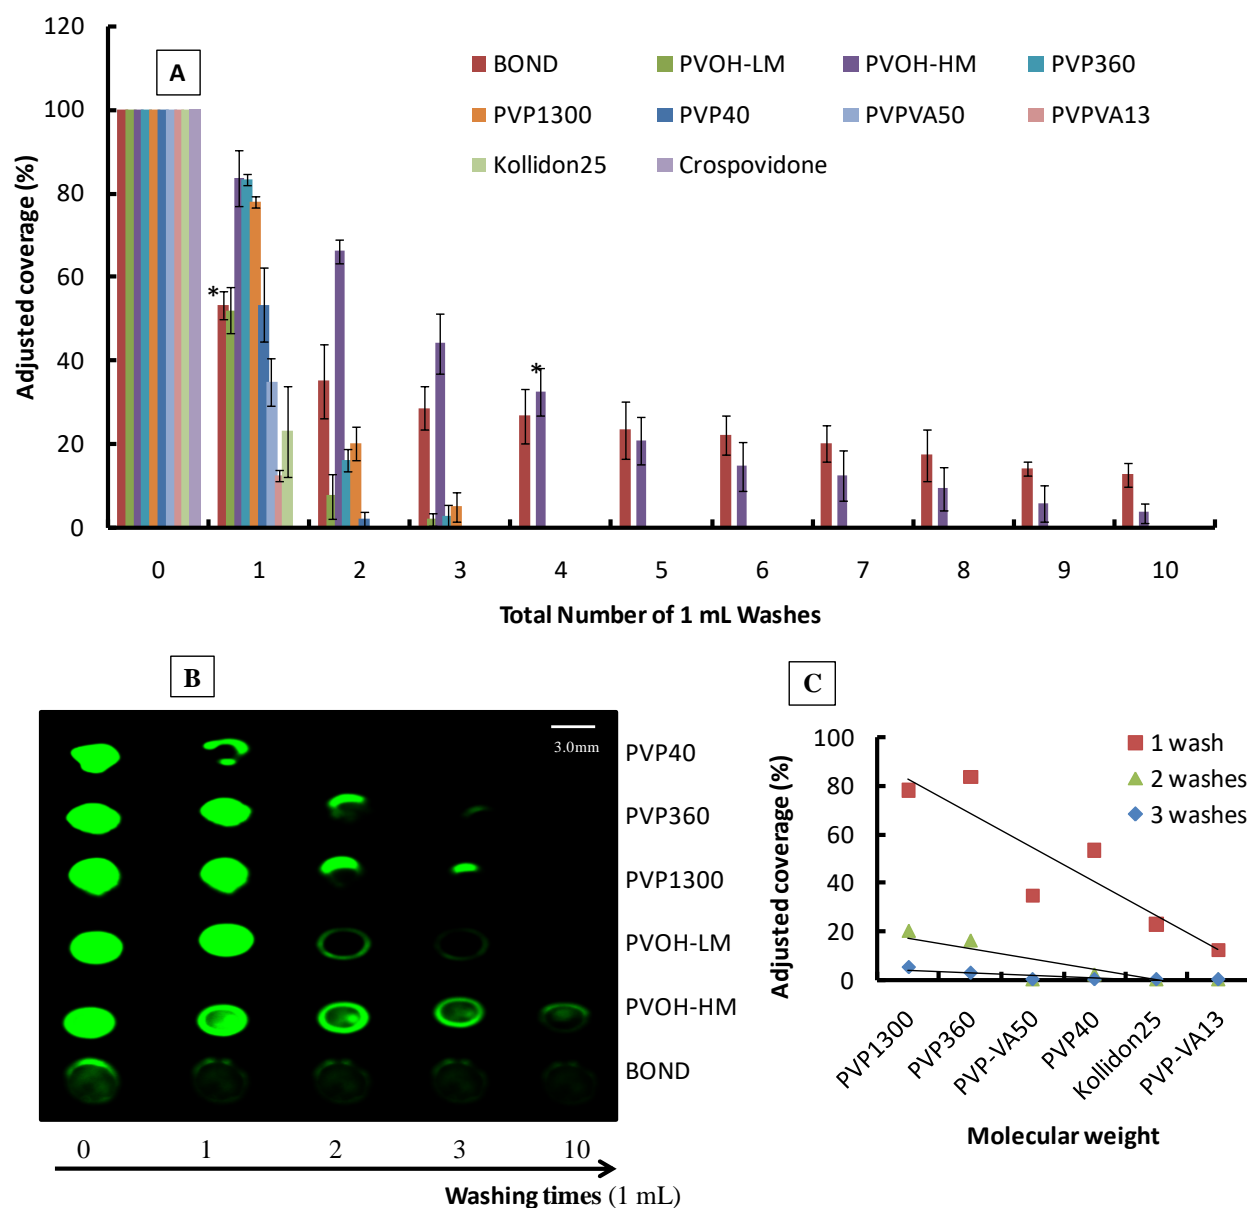 120
100
80
60
40
20
0
Adjusted coverage (%)
A
BOND PVOH-LM PVOH-HM PVP360
PVP1300 PVP40 PVPVA50 PVPVA13
Kollidon25 Crospovidone
*
*
0 1 2 3 4 5 6 7 8 9 10
Total Number of 1 mL Washes
B
3.0mm
PVP40
PVP360
PVP1300
PVOH-LM
PVOH-HM
BOND
0 1 2 3 10
Washing times (1 mL)
C
100
80
60
40
20
0
Adjusted coverage (%)
1 wash
2 washes
3 washes
PVP1300
PVP360
PVP-VA50
PVP40
Kollidon25
PVP-VA13
Molecular weight